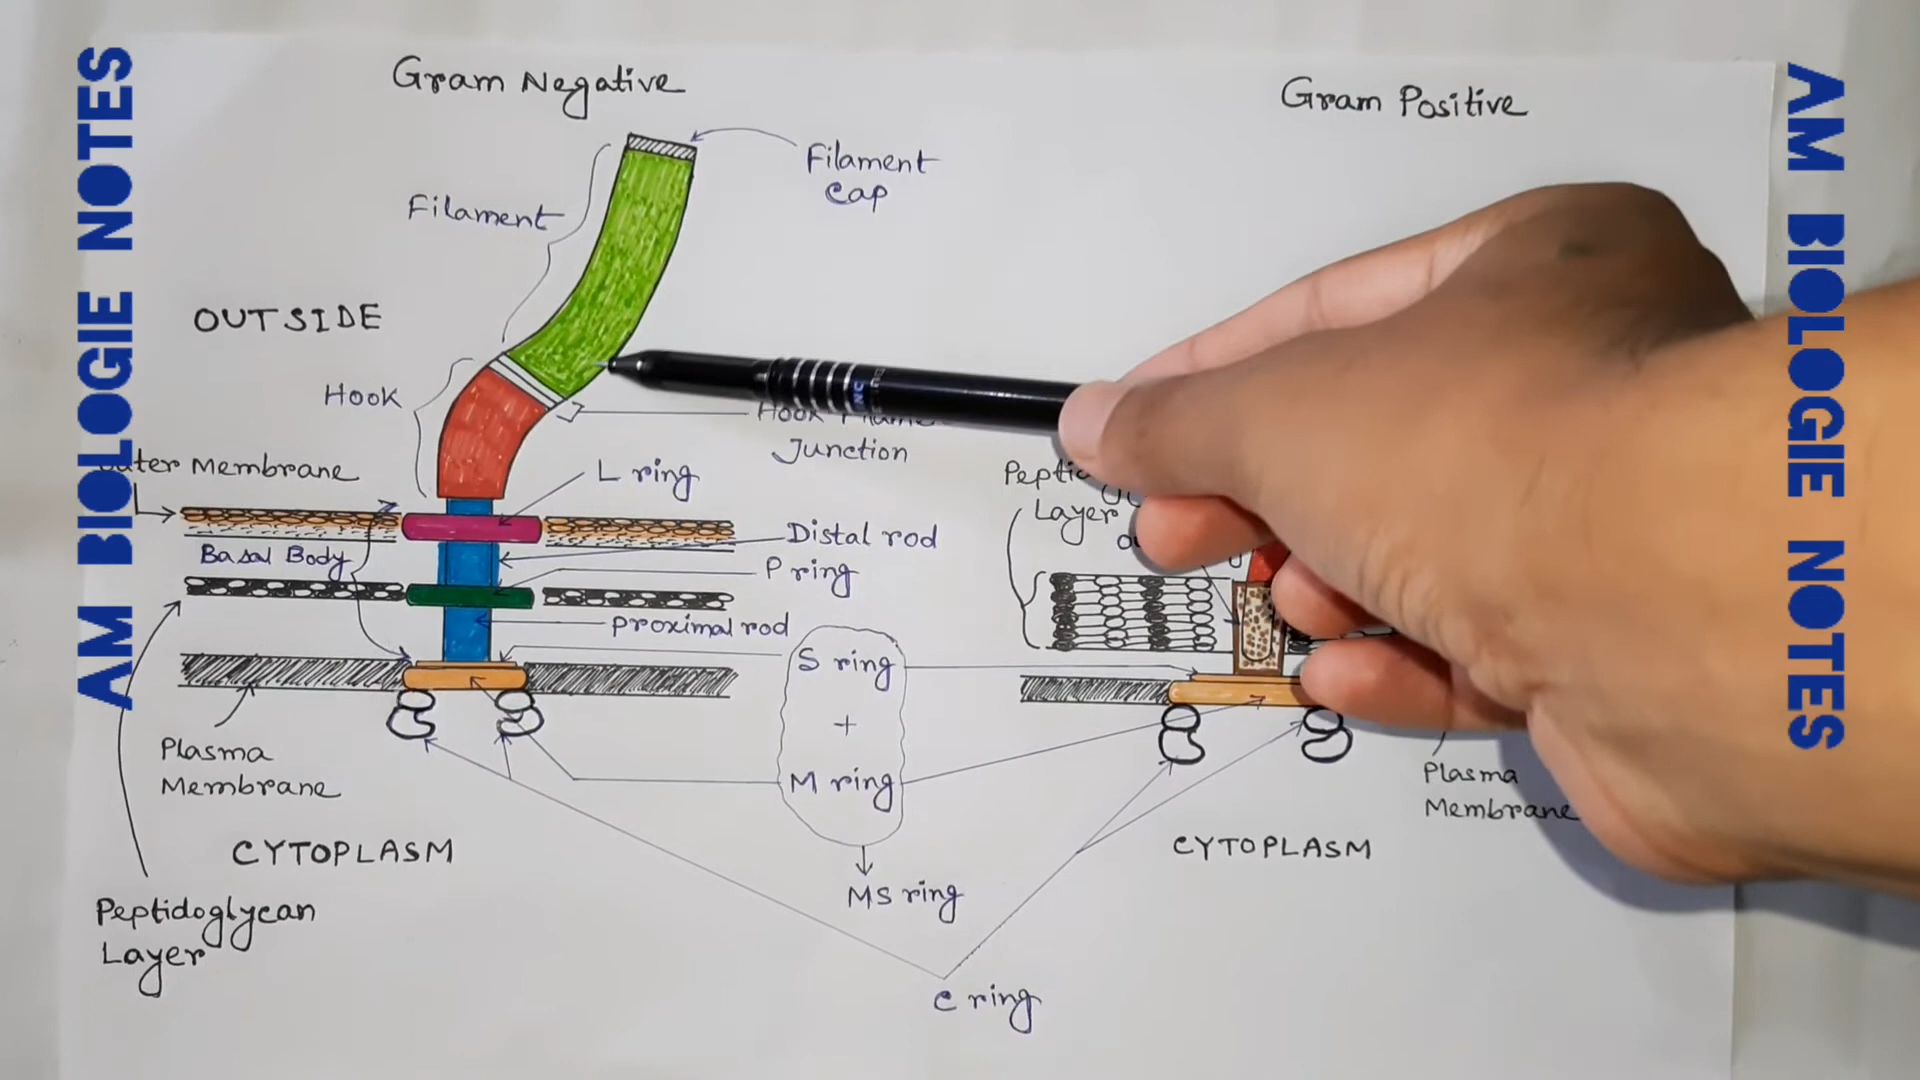 AM BIOLOGIE NOTES
Gram Negative
Gram Positive
Filament
Cap
Filament
OUTSIDE
Hook
Junction
Outer Membrane
L ring
Layer
Distal rod
Basal Body
P ring
Proximal rod
S ring
+
M ring
Plasma
Membrane
Plasma
Membrane
CYTOPLASM
CYTOPLASM
MS ring
Peptidoglycan
Layer
C ring
AM BIOLOGIE NOTES